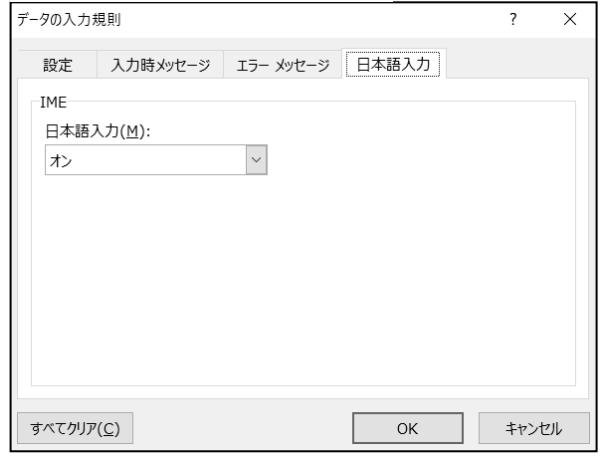 データの入力規則 ?
設定 入力時メッセージ エラー メッセージ 日本語入力
IME
日本語入力(M):
オン
すべてクリア(C) OK キャンセル